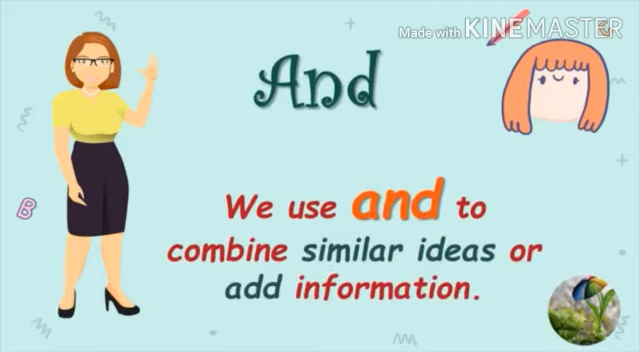 Made with KINEMASTER
And
We use and to
combine similar ideas or
add information.
B